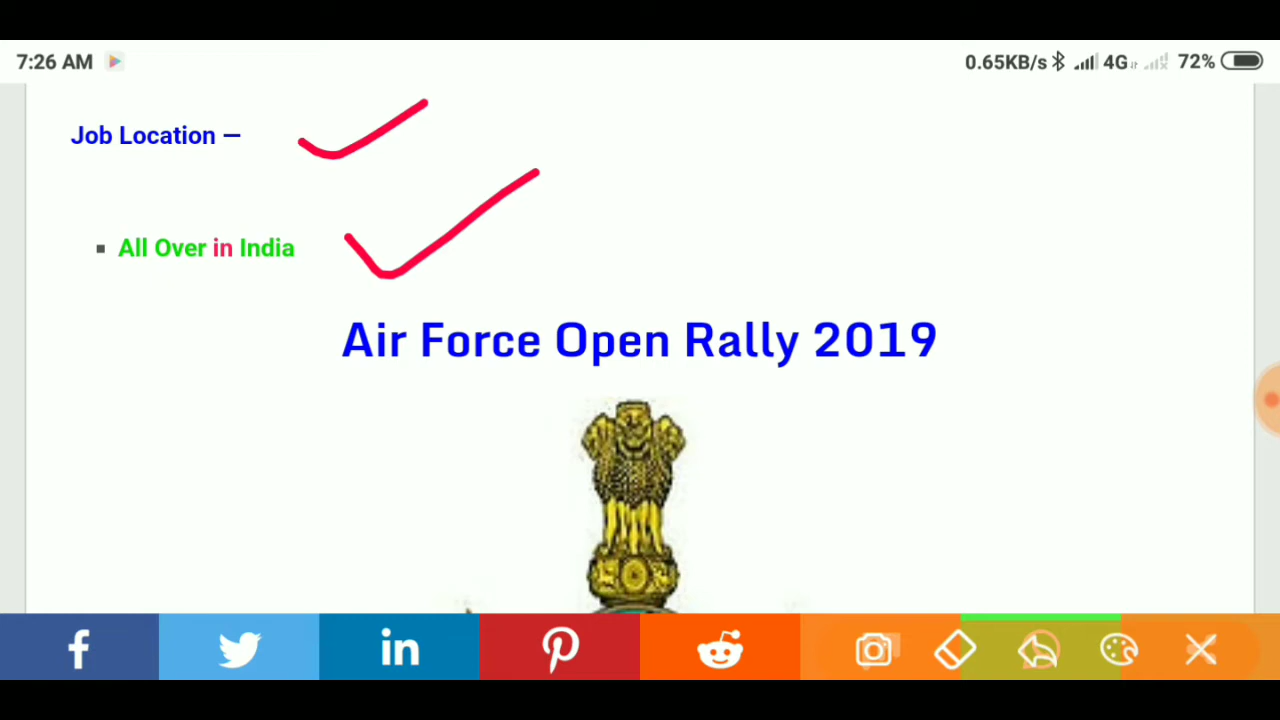 7:26 AM 0.65KB/s 4G 72%
Job Location —
All Over in India
Air Force Open Rally 2019